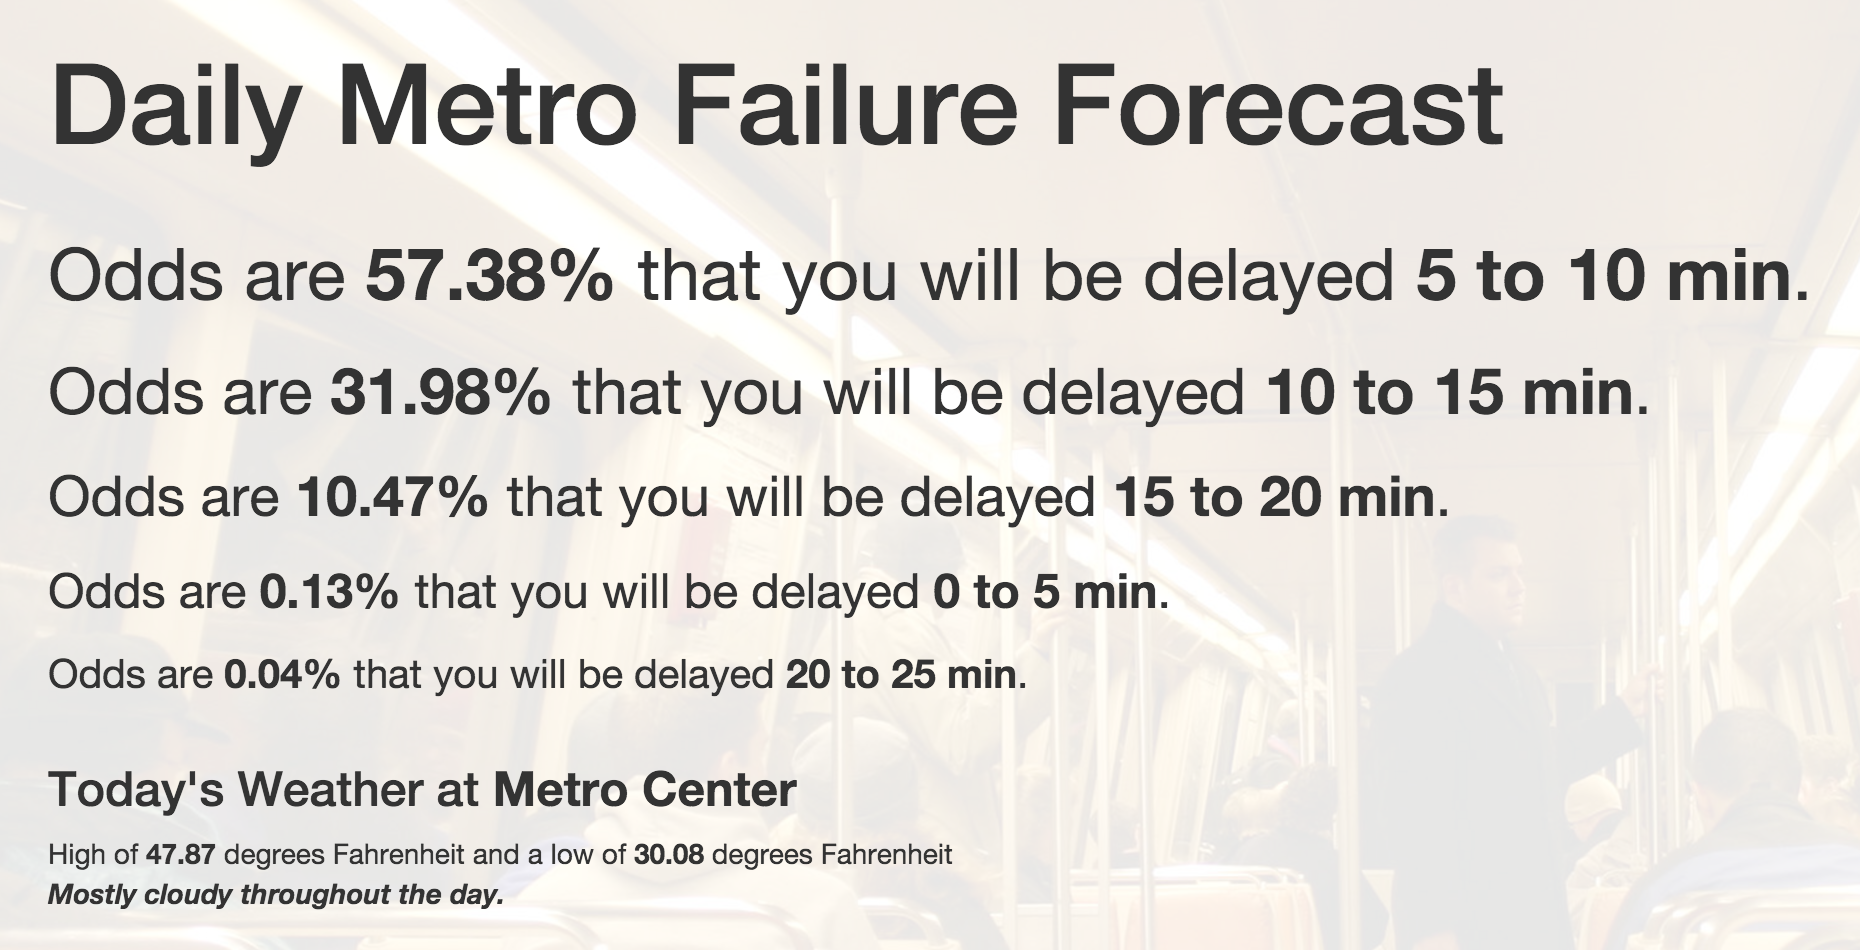 Daily Metro Failure Forecast
Odds are 57.38% that you will be delayed 5 to 10 min.
Odds are 31.98% that you will be delayed 10 to 15 min.
Odds are 10.47% that you will be delayed 15 to 20 min.
Odds are 0.13% that you will be delayed 0 to 5 min.
Odds are 0.04% that you will be delayed 20 to 25 min.
Today's Weather at Metro Center
High of 47.87 degrees Fahrenheit and a low of 30.08 degrees Fahrenheit
Mostly cloudy throughout the day.